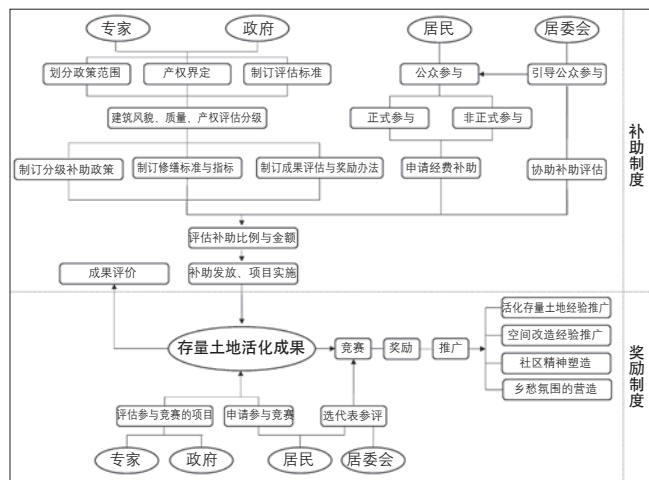 专家
政府
居民
居委会
划分政策范围
产权界定
制订评估标准
公众参与
引导公众参与
建筑风貌、质量、产权评估分级
正式参与
非正式参与
制订分级补助政策
制订修缮标准与指标
制订成果评估与奖励办法
申请经费补助
协助补助评估
补助制度
评估补助比例与金额
成果评价
补助发放、项目实施
存量土地活化成果
竞赛
奖励
推广
活化存量土地经验推广
空间改造经验推广
社区精神塑造
乡愁氛围的营造
奖励制度
评估参与竞赛的项目
申请参与竞赛
选代表参评
专家
政府
居民
居委会